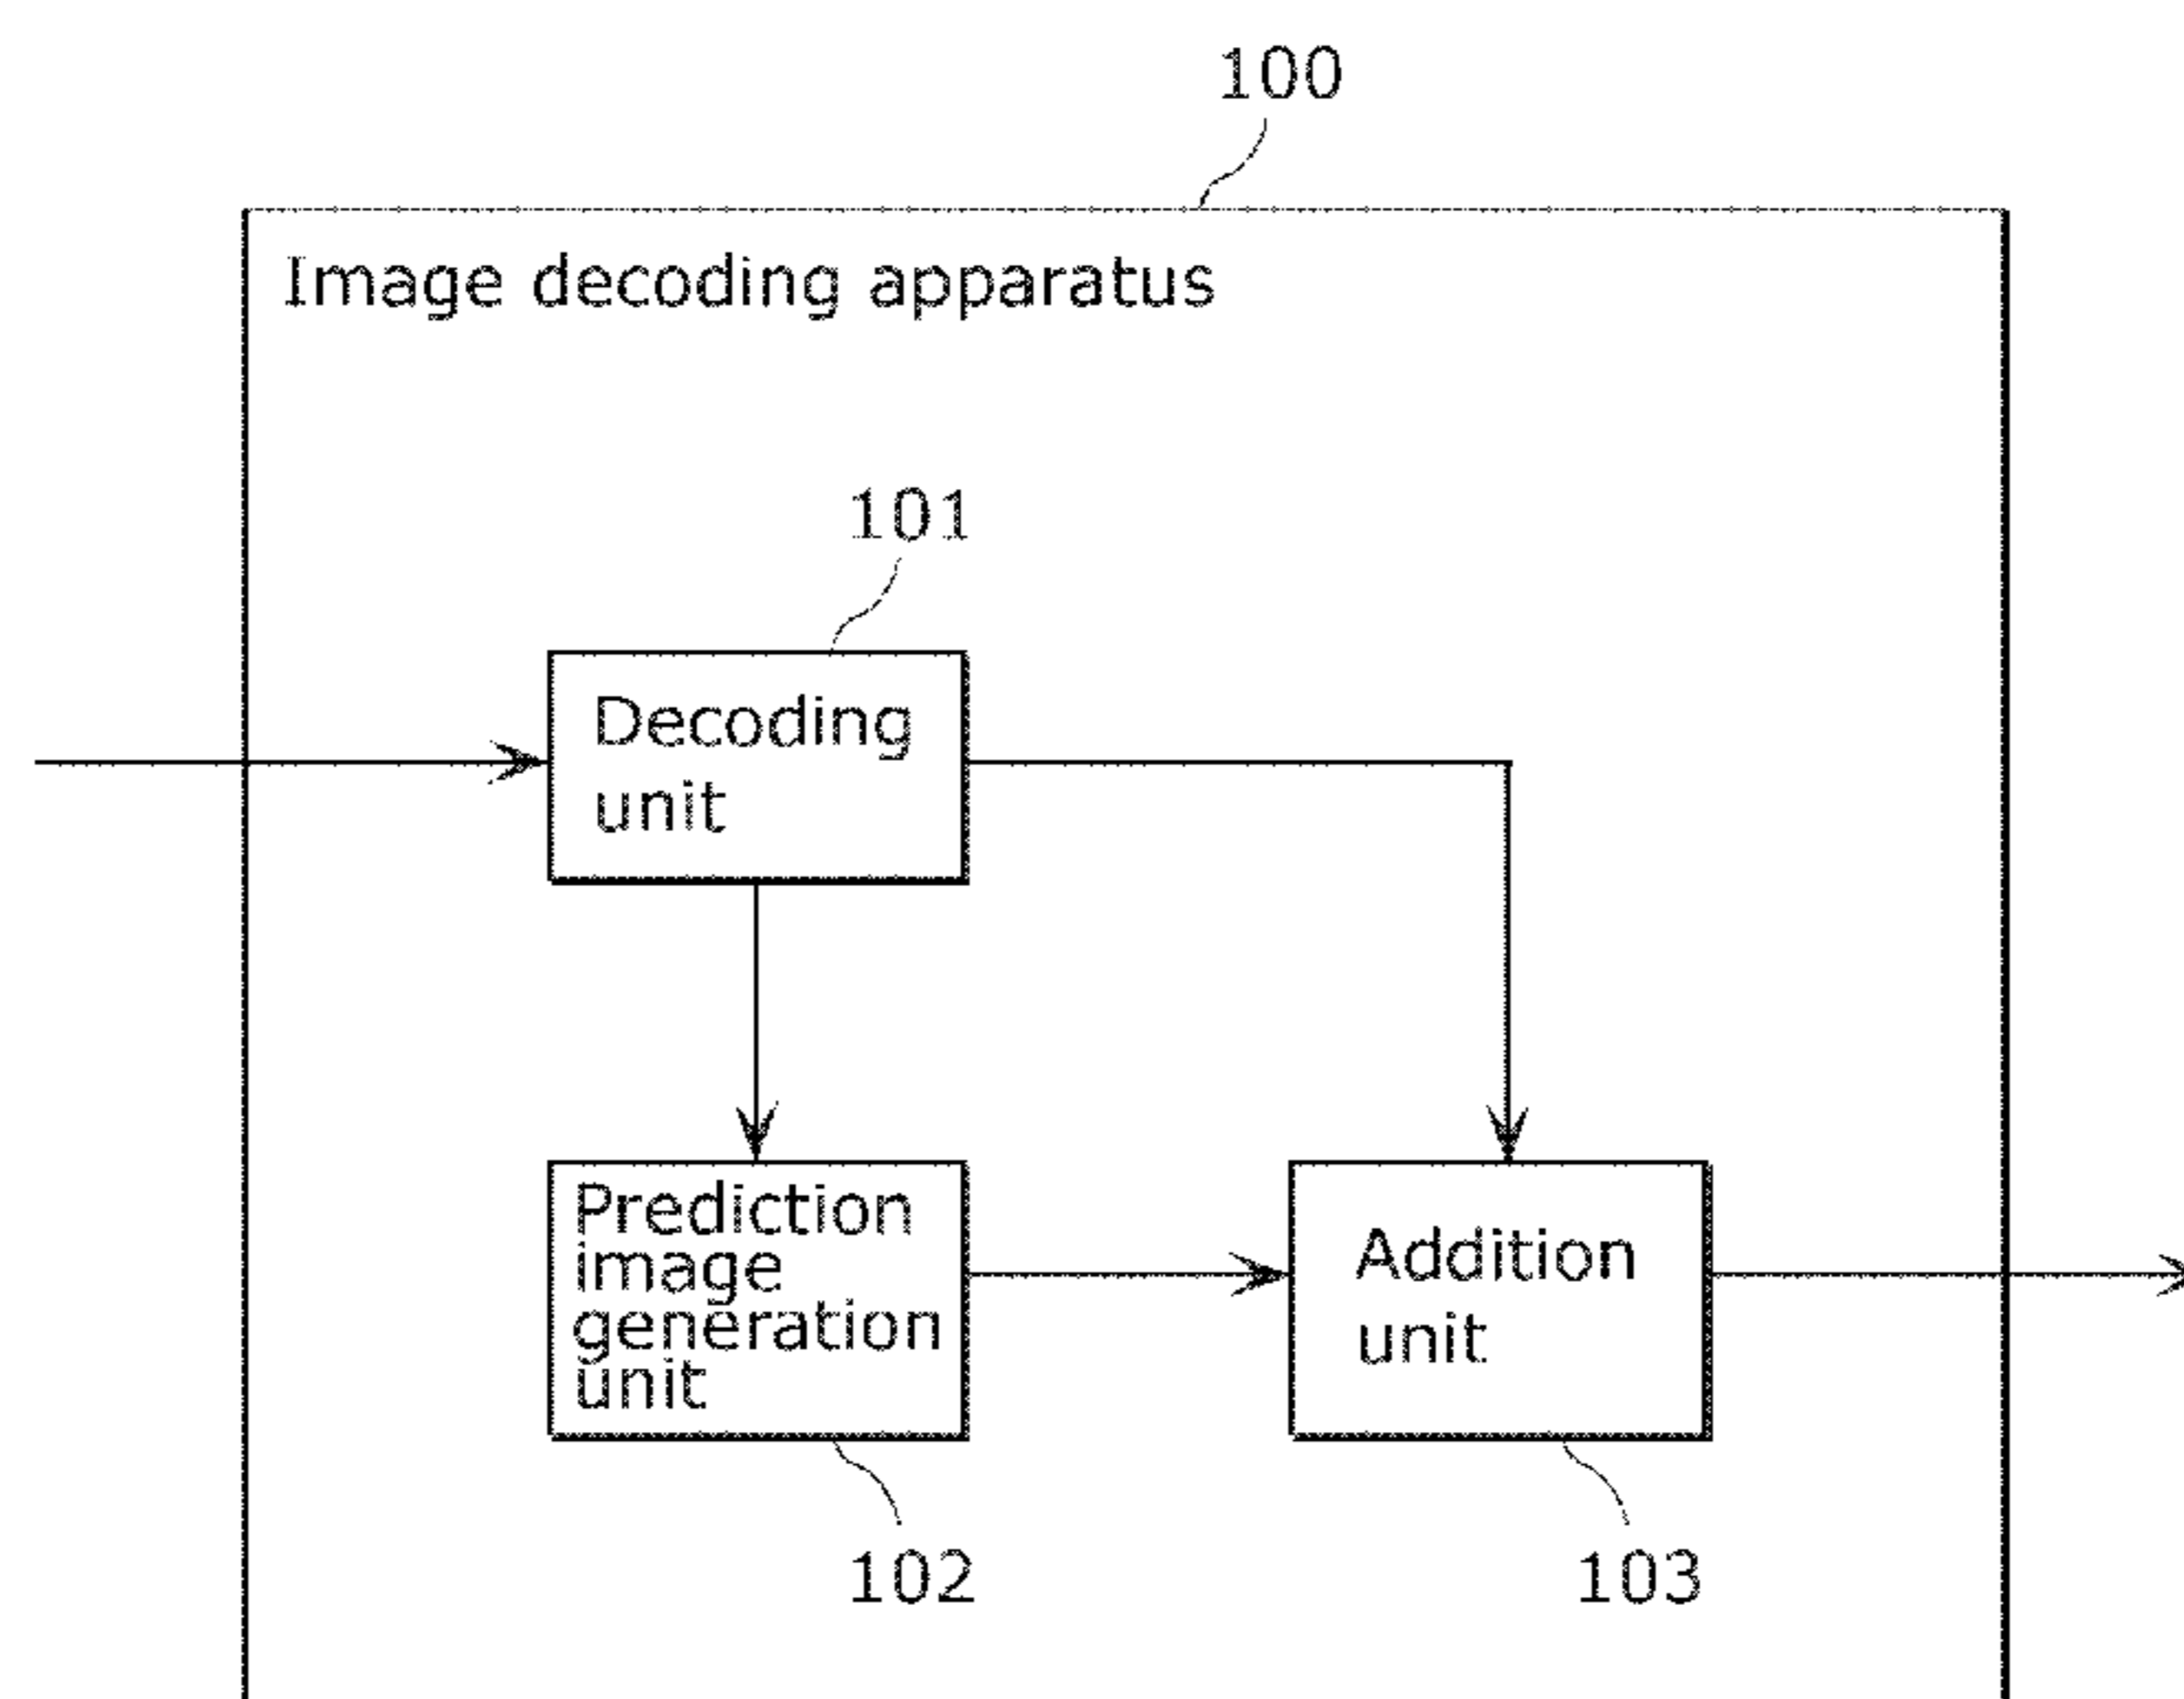 100
Image decoding apparatus
101
Decoding
unit
Prediction
image
generation
unit
Addition
unit
102
103